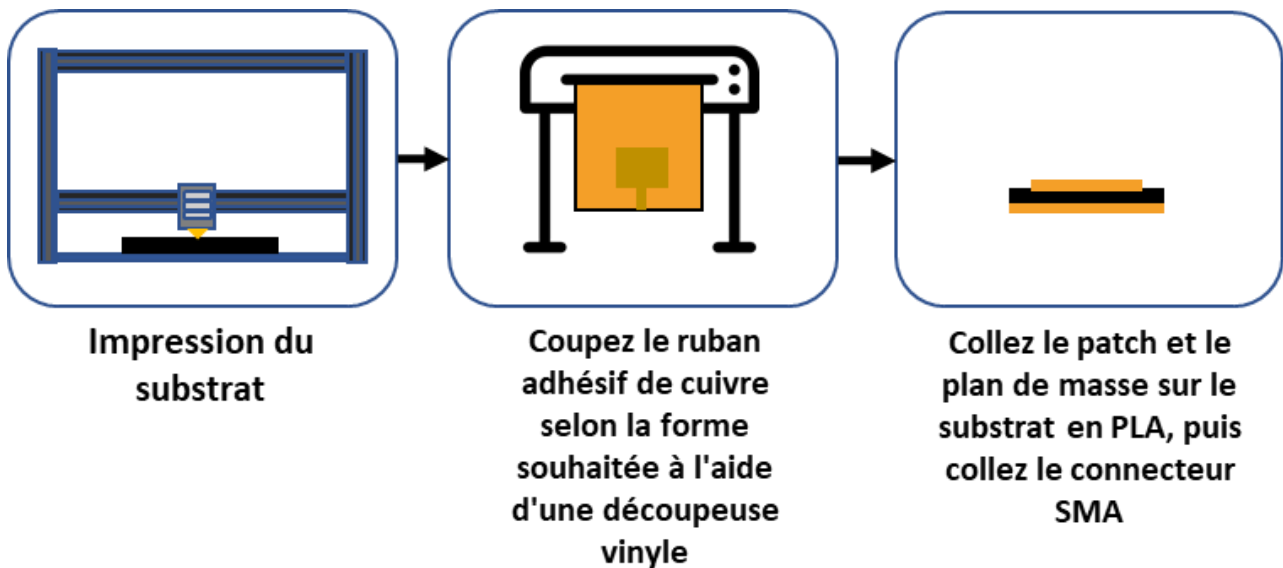 Impression du
substrat
Coupez le ruban
adhésif de cuivre
selon la forme
souhaitée à l'aide
d'une découpeuse
vinyle
Collez le patch et le
plan de masse sur le
substrat en PLA, puis
collez le connecteur
SMA